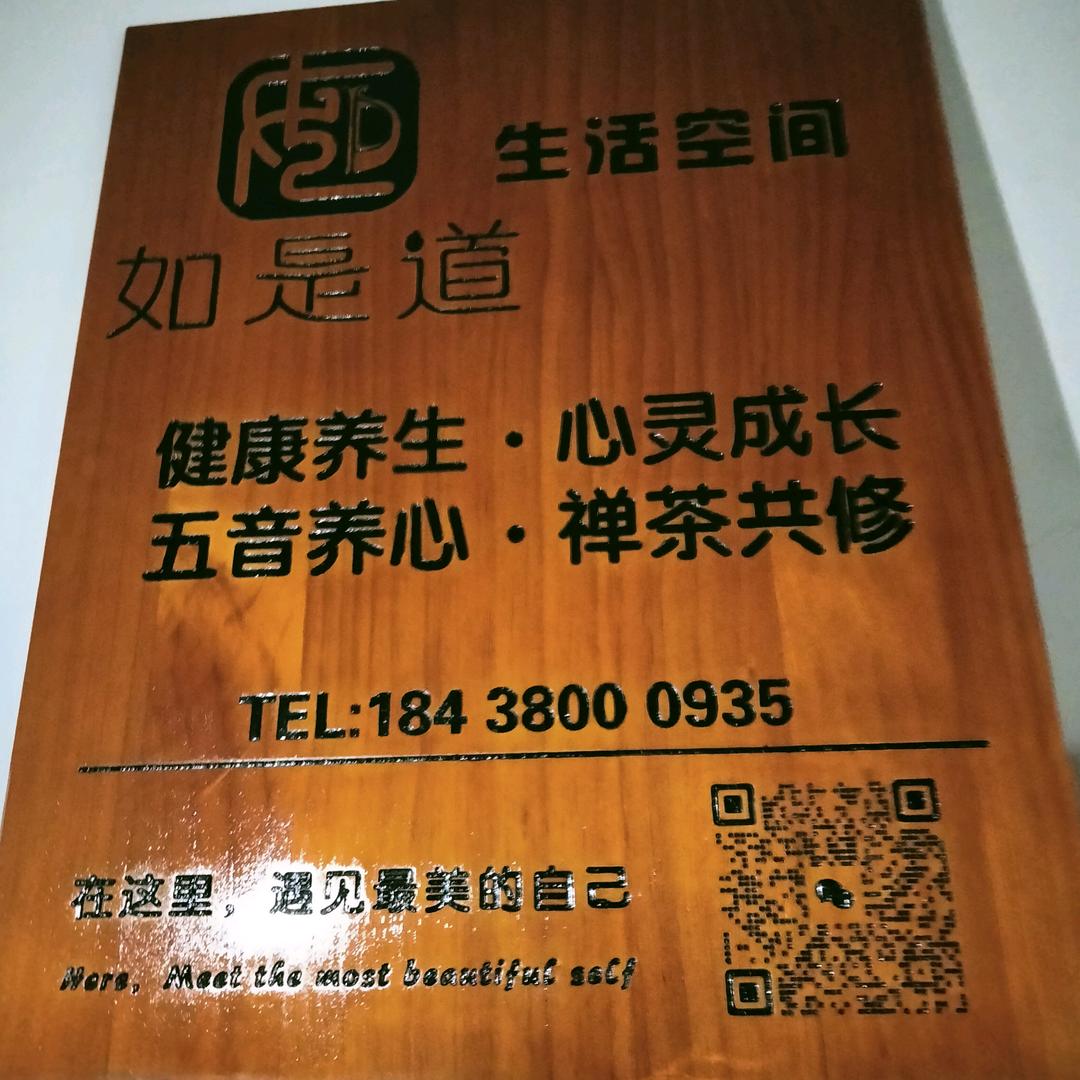 生活空间
如是道
健康养生·心灵成长
五音养心·禅茶共修
TEL:184 3800 0935
在这里，遇见最美的自己
Here, Meet the most beautiful self